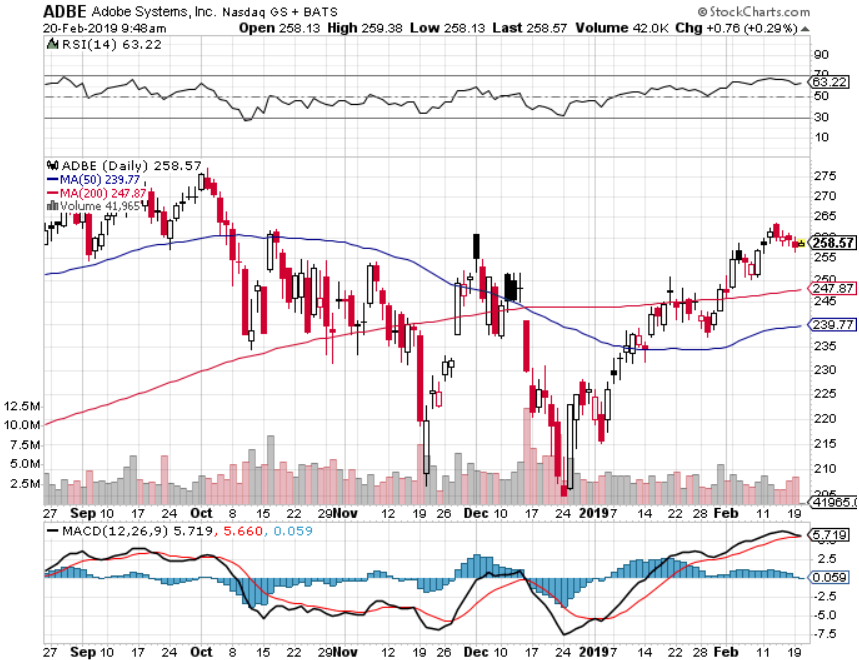 ADBE Adobe Systems, Inc. Nasdaq GS + BATS © StockCharts.com
20-Feb-2019 9:48am Open 258.13 High 259.38 Low 258.13 Last 258.57 Volume 42.0K Chg +0.76 (+0.29%)
RSI(14) 63.22
90
70
63.22
50
30
10
ADBE (Daily) 258.57
MA(50) 239.77
MA(200) 247.87
Volume 41,965
275
270
265
258.57
255
250
247.87
245
239.77
235
230
225
220
215
210
205
12.5M
10.0M
7.5M
5.0M
2.5M
41965.0
27 Sep 10 17 24 Oct 8 15 22 29 Nov 12 19 26 Dec 10 17 24 2019 7 14 22 28 Feb 11 19
MACD(12,26,9) 5.719, 5.660, 0.059
5.719
2.5
0.059
-2.5
-5.0
-7.5
27 Sep 10 17 24 Oct 8 15 22 29 Nov 12 19 26 Dec 10 17 24 2019 7 14 22 28 Feb 11 19